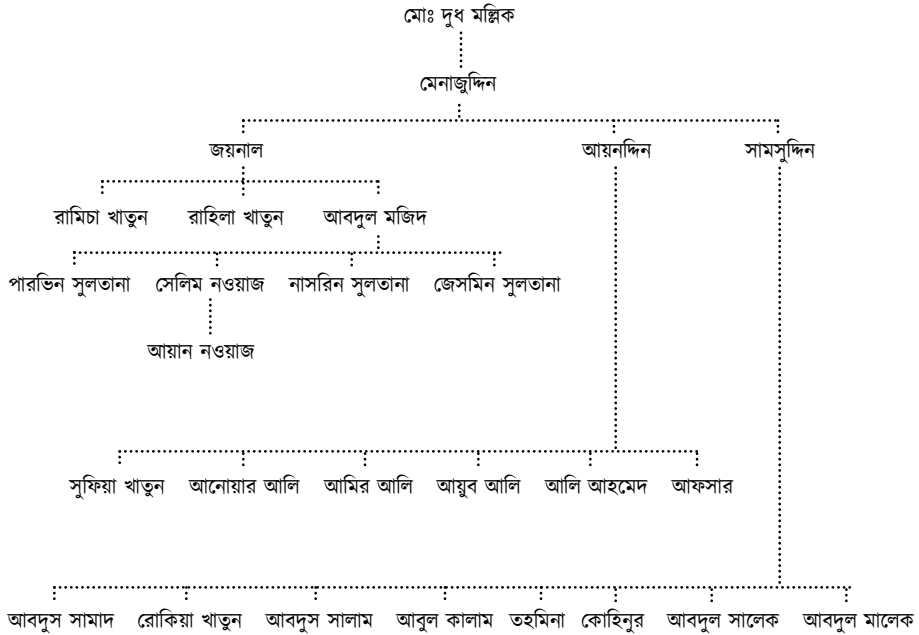 মোঃ দুধ মল্লিক
মেনাজুদ্দিন
জয়নাল আয়নদ্দিন সামসুদ্দিন
রামিচা খাতুন রাহিলা খাতুন আবদুল মজিদ
পারভিন সুলতানা সেলিম নওয়াজ নাসরিন সুলতানা জেসমিন সুলতানা
আয়ান নওয়াজ
সুফিয়া খাতুন আনোয়ার আলি আমির আলি আয়ুব আলি আলি আহমেদ আফসার
আবদুস সামাদ রোকিয়া খাতুন আবদুস সালাম আবুল কালাম তহমিনা কোহিনুর আবদুল সালেক আবদুল মালেক